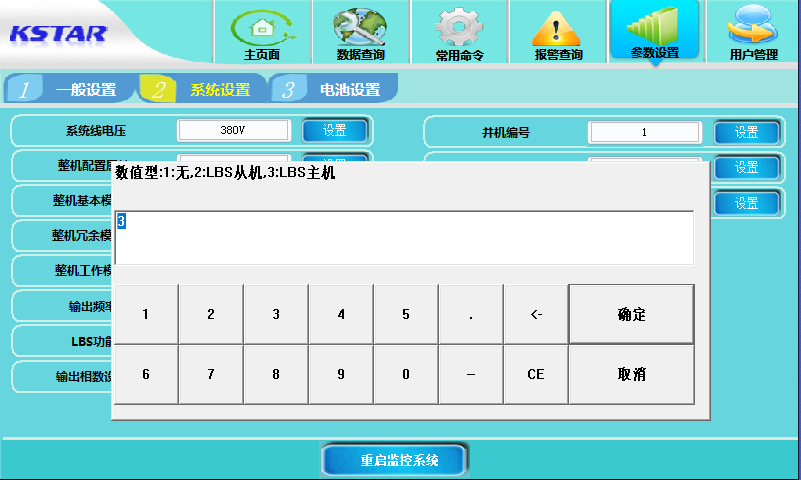 KSTAR
主页面
数据查询
常用命令
报警查询
参数设置
用户管理
1 一般设置
2 系统设置
3 电池设置
系统线电压 380V 设置
并机编号 1 设置
整机配置
设置
整机基本模
设置
整机冗余模
整机工作模
输出频率
LBS功能
输出相数设
数值型:1:无,2:LBS从机,3:LBS主机
3
1 2 3 4 5 . <- 确定
6 7 8 9 0 - CE 取消
重启监控系统